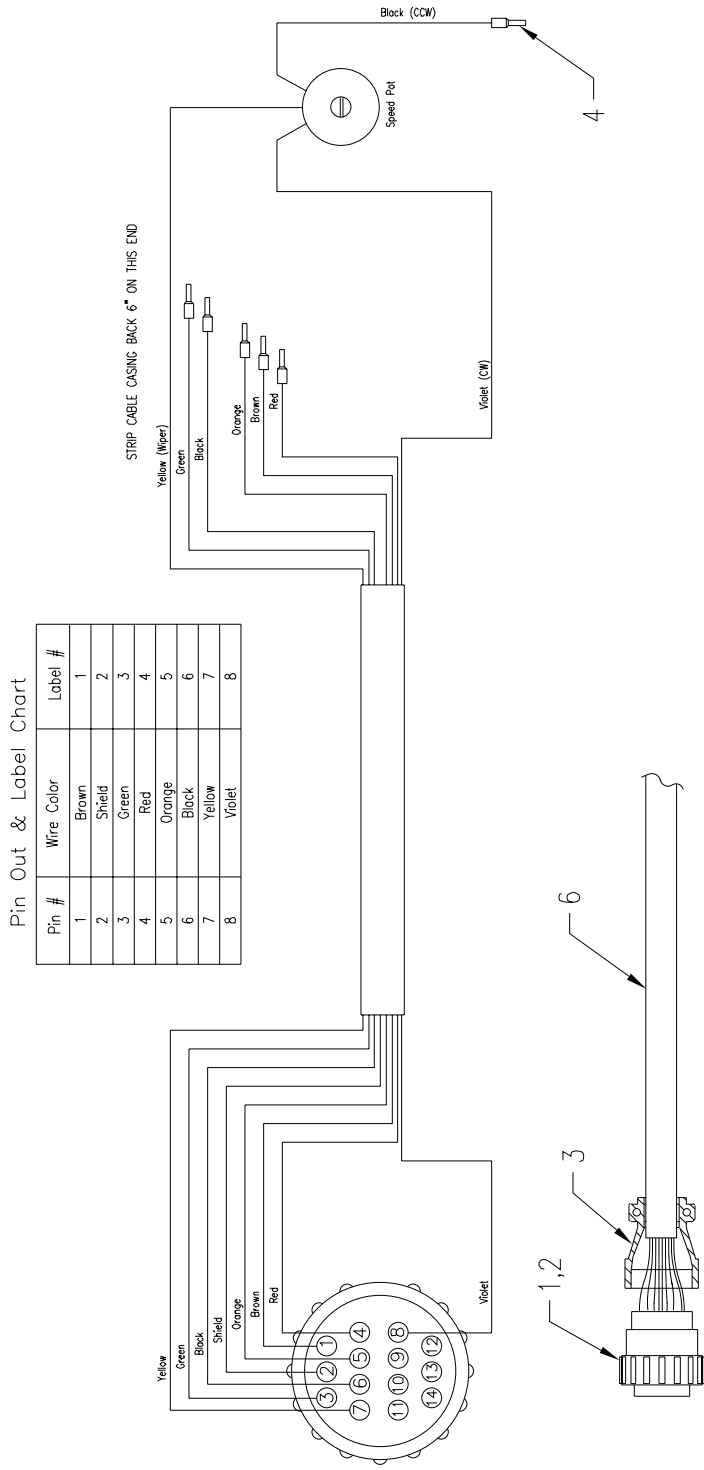 Pin Out & Label Chart
Pin # Wire Color Label #
1 Brown 1
2 Shield 2
3 Green 3
4 Red 4
5 Orange 5
6 Black 6
7 Yellow 7
8 Violet 8
STRIP CABLE CASING BACK 6" ON THIS END
Yellow
Green
Black
Shield
Orange
Brown
Red
Violet
1
2
3
4
5
6
7
8
9
10
11
12
13
14
Yellow (Wiper)
Green
Black
Orange
Brown
Red
Violet (CW)
Speed Pot
Black (CCW)
4
1,2
3
6